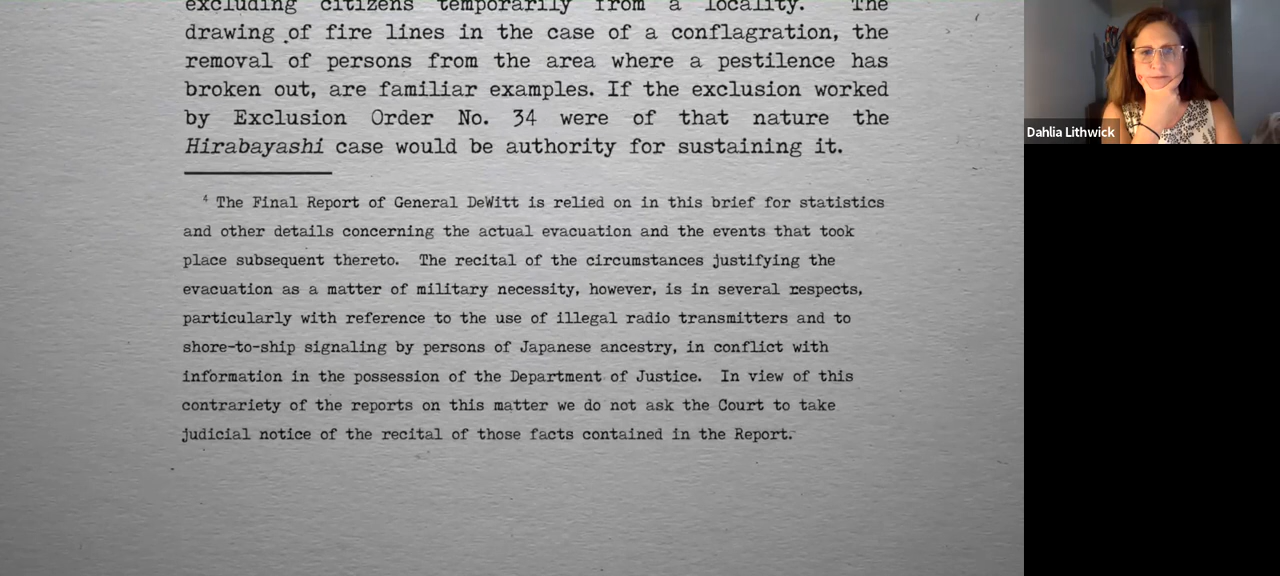 excluding citizens temporarily from a locality. The
drawing of fire lines in the case of a conflagration, the
removal of persons from the area where a pestilence has
broken out, are familiar examples. If the exclusion worked
by Exclusion Order No. 34 were of that nature the
Hirabayashi case would be authority for sustaining it.
4 The Final Report of General DeWitt is relied on in this brief for statistics
and other details concerning the actual evacuation and the events that took
place subsequent thereto. The recital of the circumstances justifying the
evacuation as a matter of military necessity, however, is in several respects,
particularly with reference to the use of illegal radio transmitters and to
shore-to-ship signaling by persons of Japanese ancestry, in conflict with
information in the possession of the Department of Justice. In view of this
contrariety of the reports on this matter we do not ask the Court to take
judicial notice of the recital of those facts contained in the Report.
Dahlia Lithwick